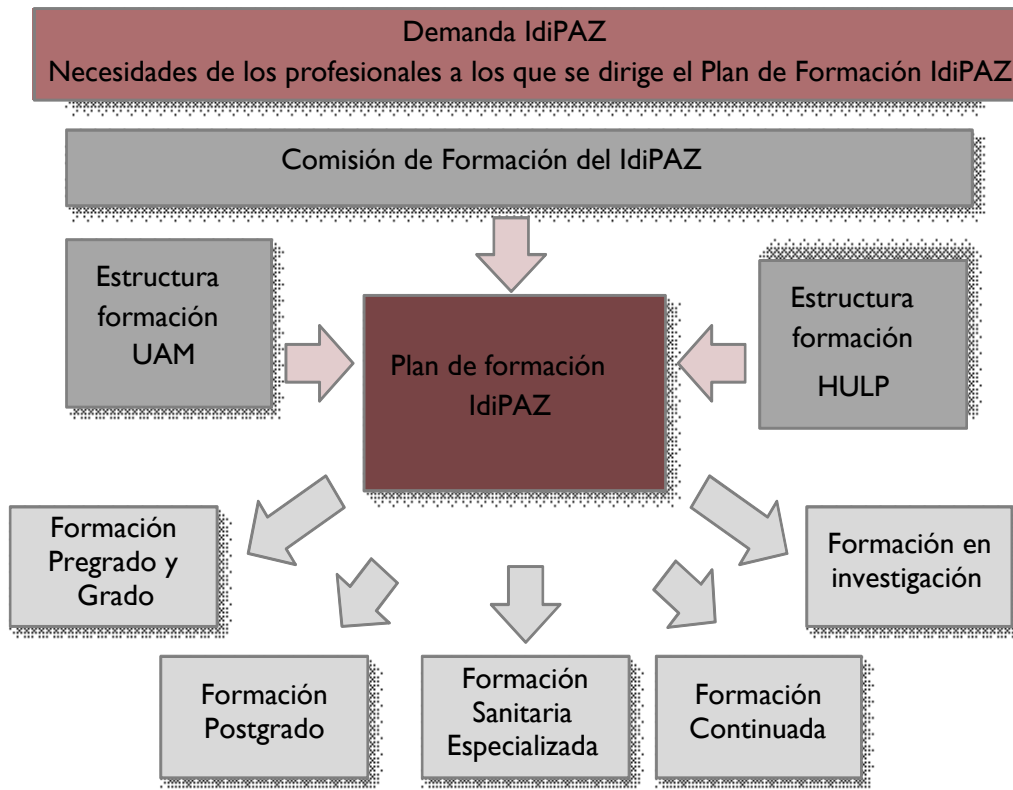 Demanda IdiPAZ
Necesidades de los profesionales a los que se dirige el Plan de Formación IdiPAZ
Comisión de Formación del IdiPAZ
Estructura
formación
UAM
Plan de formación
IdiPAZ
Estructura
formación
HULP
Formación
Pregrado y
Grado
Formación
Postgrado
Formación
Sanitaria
Especializada
Formación
Continuada
Formación en
investigación